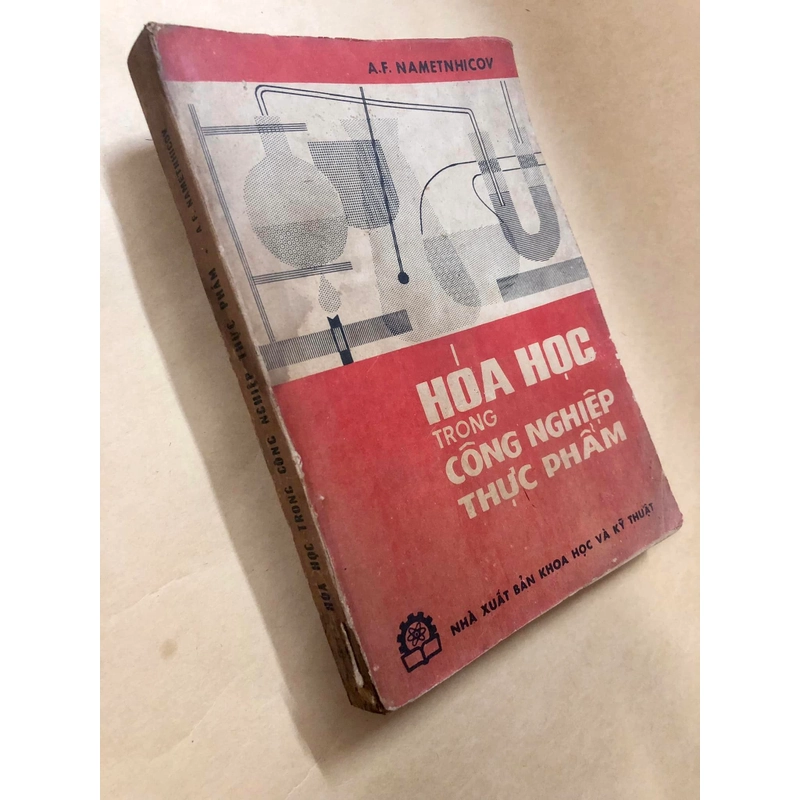 A.F. NAMETNHICOV
HÓA HỌC
TRONG
CÔNG NGHIỆP
THỰC PHẨM
NHÀ XUẤT BẢN KHOA HỌC VÀ KỸ THUẬT
HÓA HỌC TRONG CÔNG NGHIỆP THỰC PHẨM - A.F. NAMETNHICOV